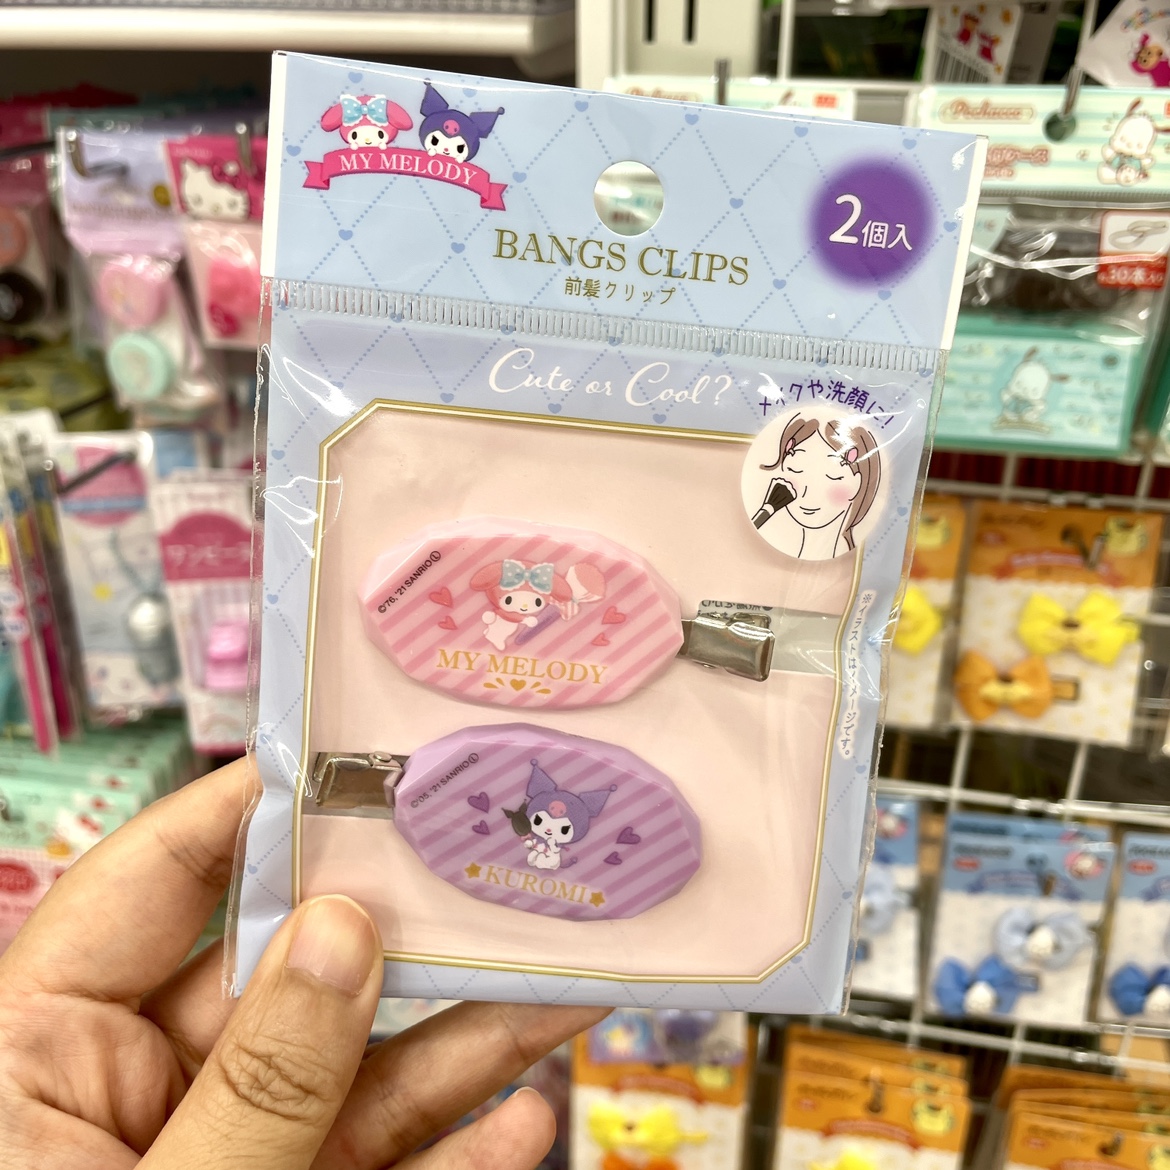 MY MELODY
2個入
BANGS CLIPS
前髪クリップ
Cute or Cool?
メイクや洗顔に!
©'76, '21 SANRIO Ⓛ
MY MELODY
※イラストはイメージです。
©'05, '21 SANRIO Ⓛ
KUROMI
Pochacco